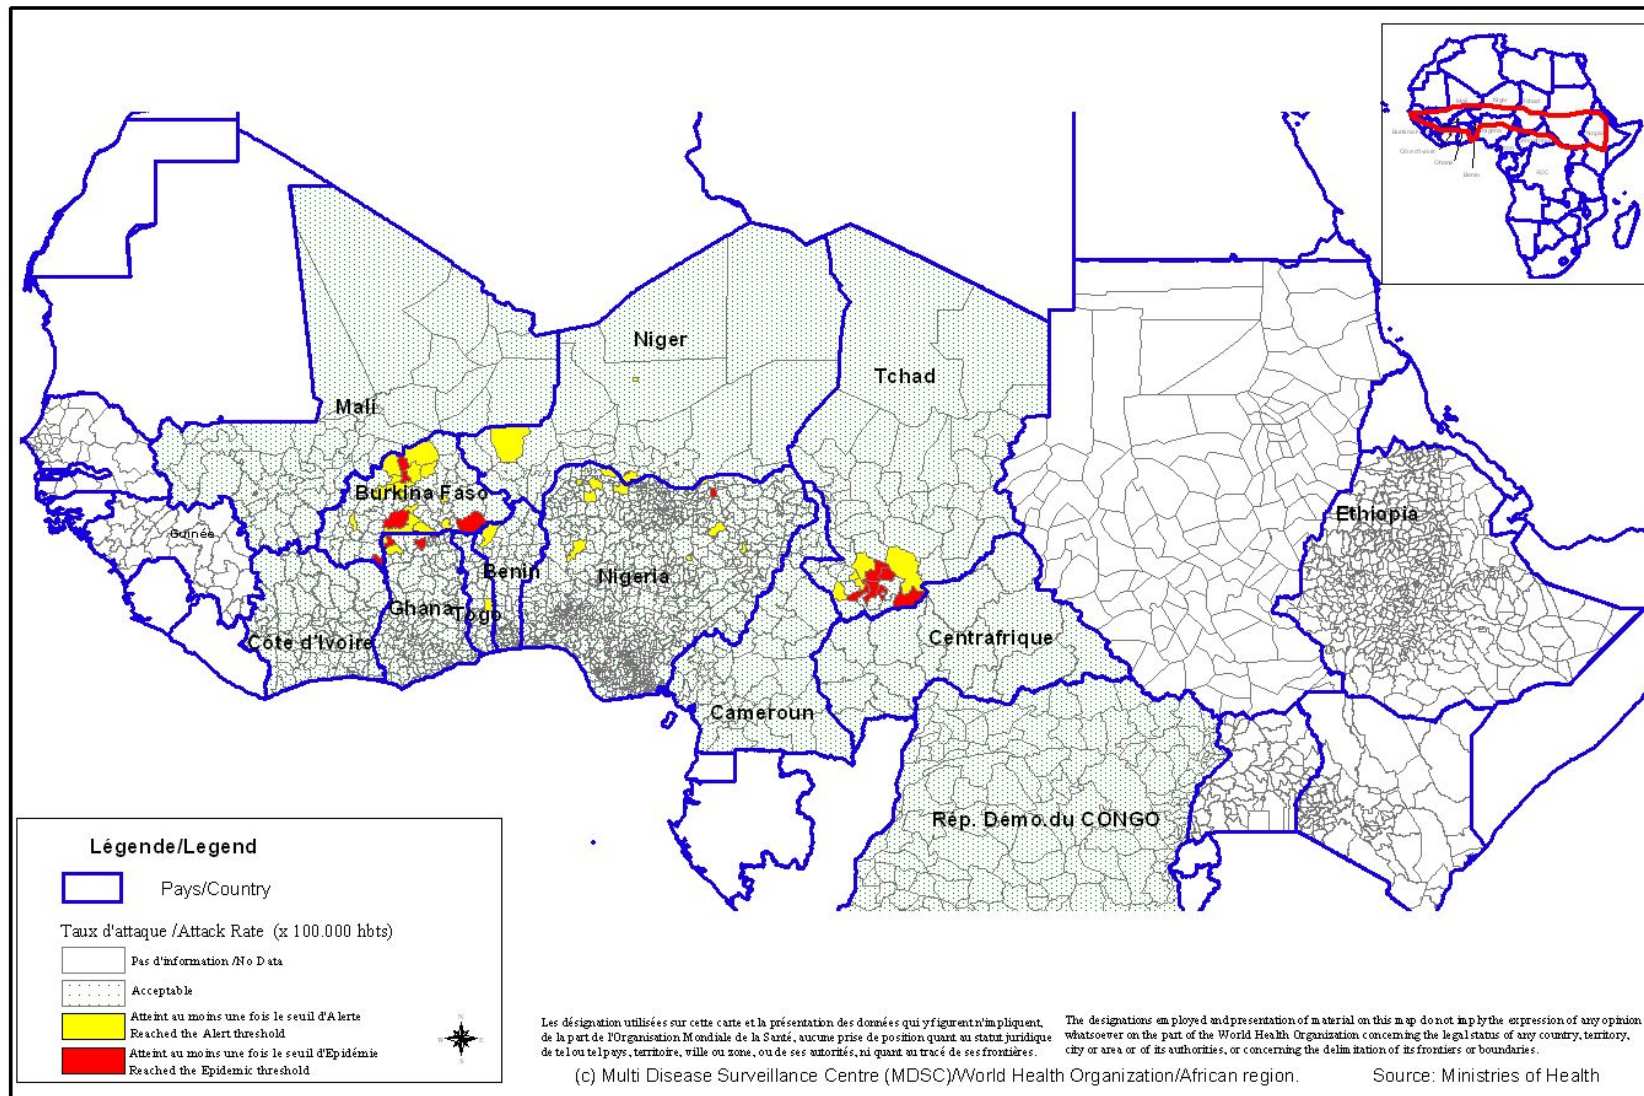 Mali
Niger
Tchad
Nigeria
Côte d'Ivoire
Ghana
Benin
RDC
Niger
Tchad
Mali
Burkina Faso
Guinée
Ethiopia
Benin
Nigeria
Ghana
Togo
Côte d'Ivoire
Centrafrique
Cameroun
Rép. Démo.du CONGO
Légende/Legend
Pays/Country
Taux d'attaque /Attack Rate (x 100.000 hbts)
Pas d'information /No Data
Acceptable
Atteint au moins une fois le seuil d'Alerte
Reached the Alert threshold
Atteint au moins une fois le seuil d'Epidémie
Reached the Epidemic threshold
N
W
E
S
Les désignation utilisées sur cette carte et la présentation des données qui y figurent n'impliquent,
de la part de l'Organisation Mondiale de la Santé, aucune prise de position quant au statut juridique
de tel ou tel pays, territoire, ville ou zone, ou de ses autorités, ni quant au tracé de ses frontières.
The designations employed and presentation of material on this map do not imply the expression of any opinion
whatsoever on the part of the World Health Organization concerning the legal status of any country, territory,
city or area or of its authorities, or concerning the delimitation of its frontiers or boundaries.
(c) Multi Disease Surveillance Centre (MDSC)/World Health Organization/African region.
Source: Ministries of Health